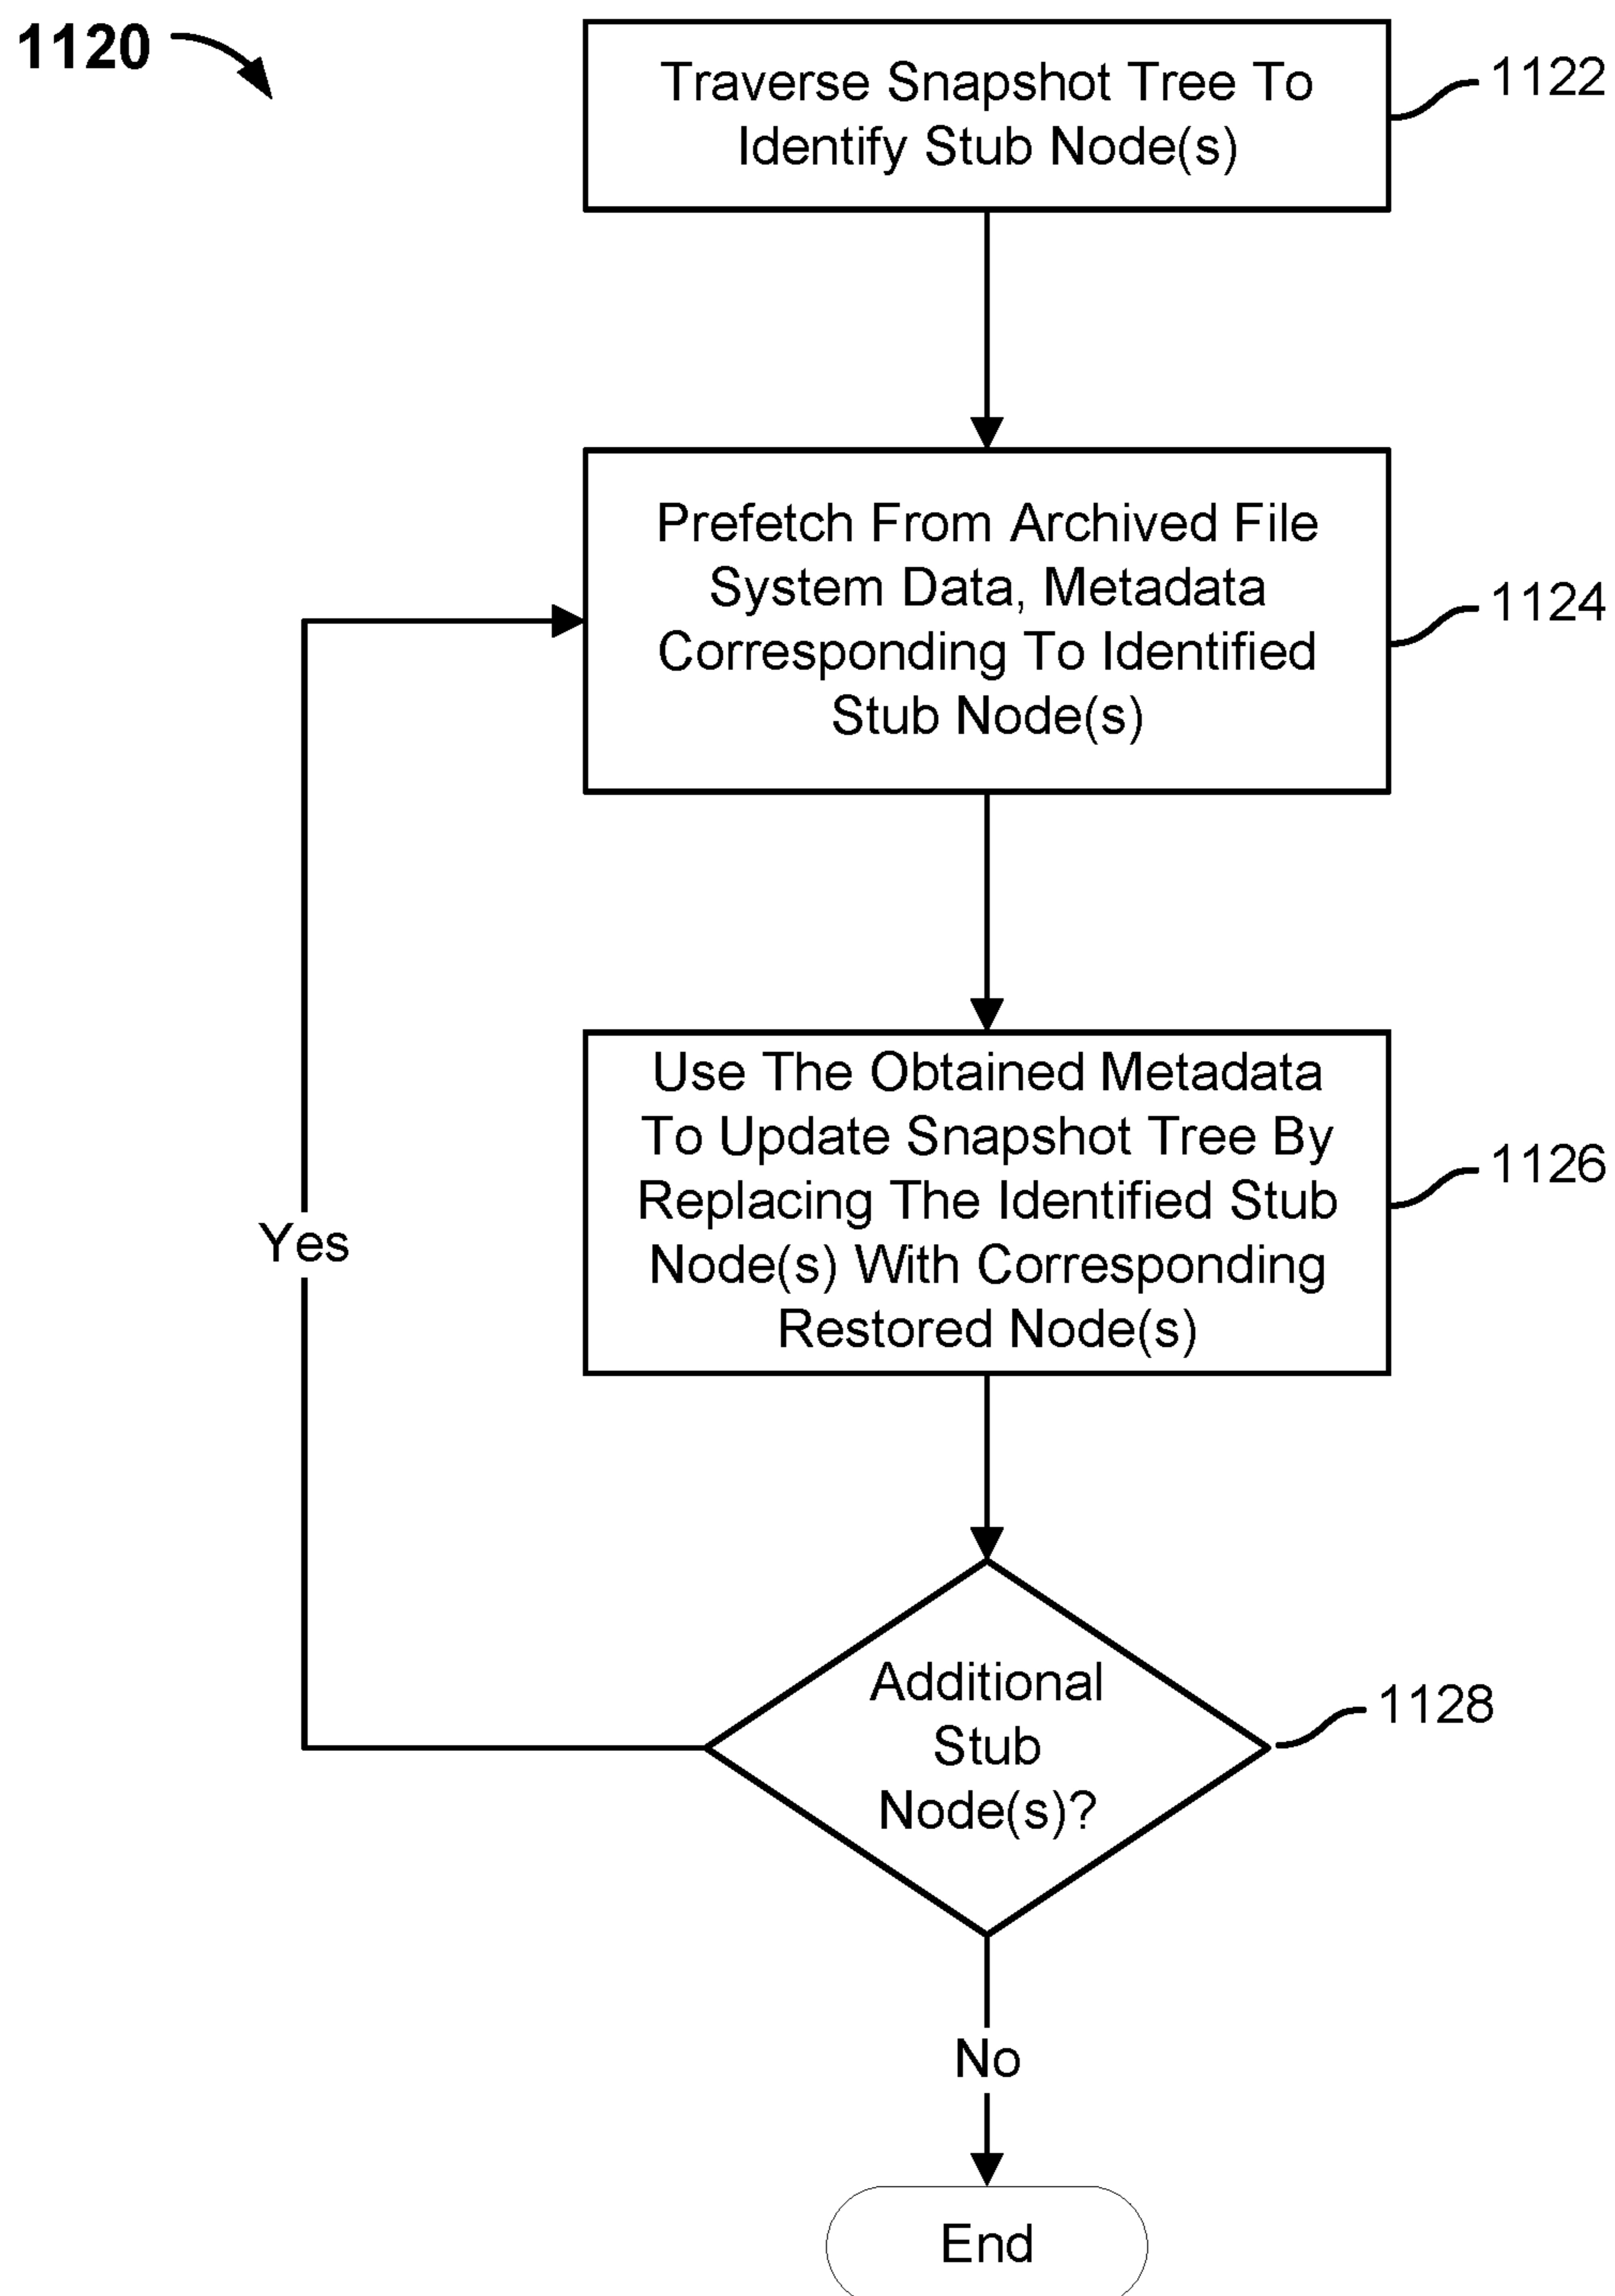 1120
Traverse Snapshot Tree To
Identify Stub Node(s)
1122
Prefetch From Archived File
System Data, Metadata
Corresponding To Identified
Stub Node(s)
1124
Use The Obtained Metadata
To Update Snapshot Tree By
Replacing The Identified Stub
Node(s) With Corresponding
Restored Node(s)
1126
Yes
Additional
Stub
Node(s)?
1128
No
End